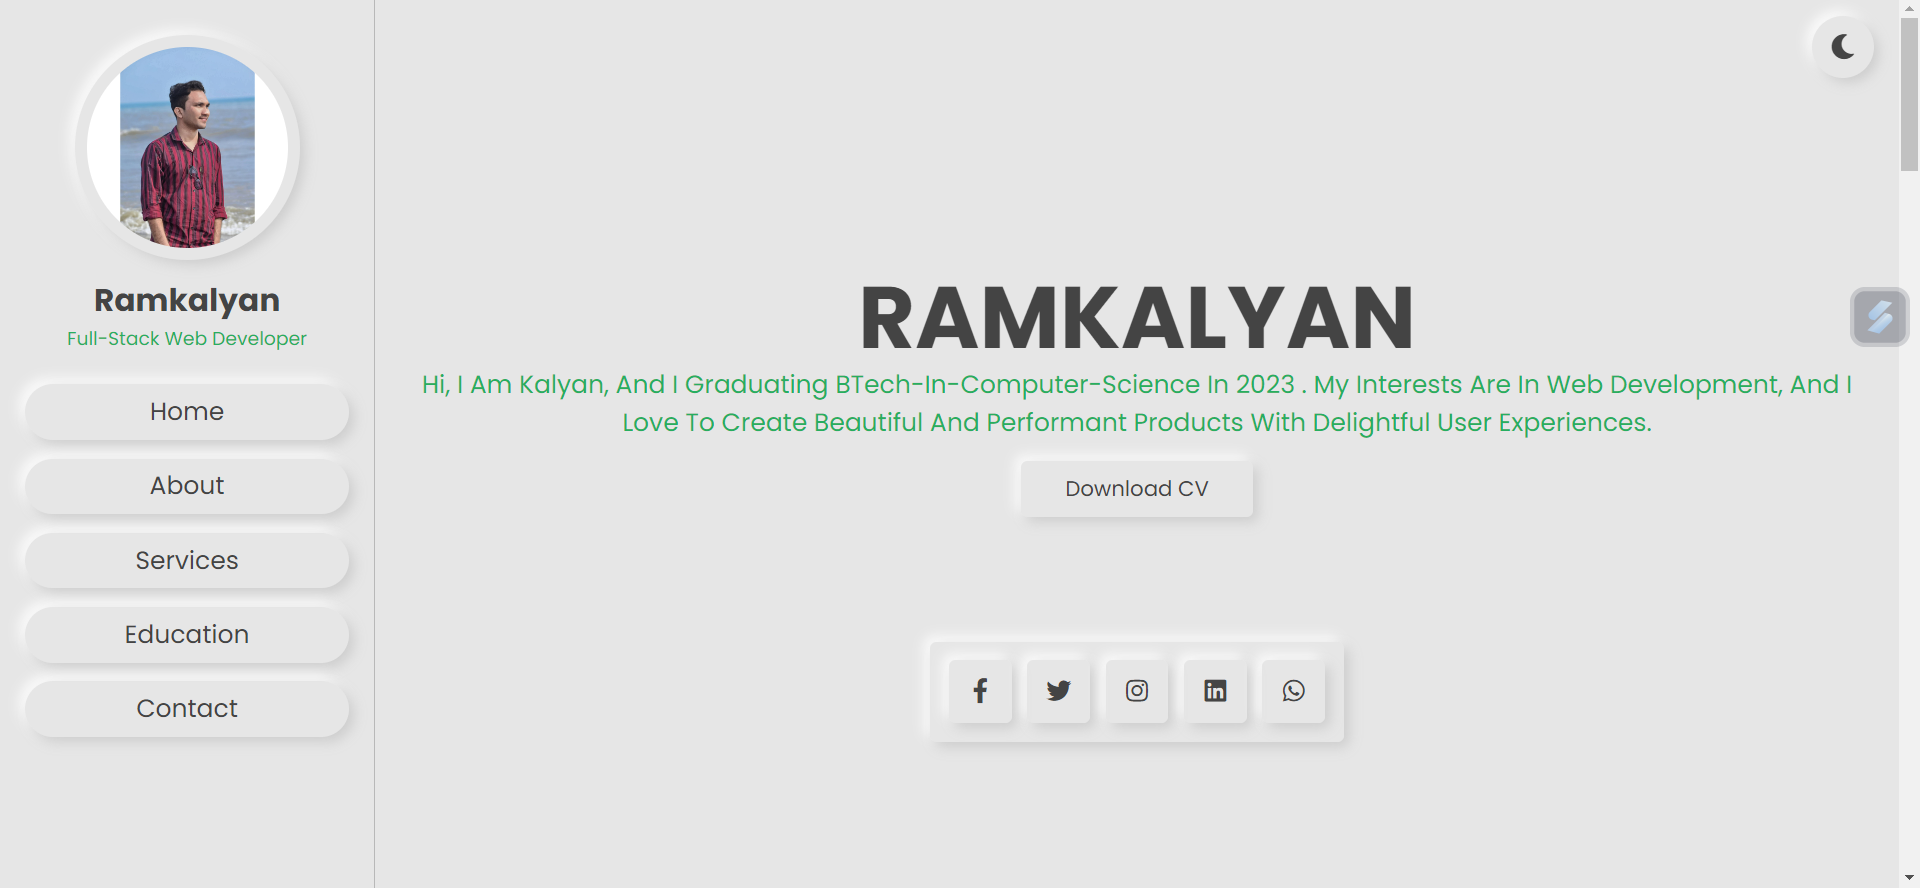 Ramkalyan
Full-Stack Web Developer
Home
About
Services
Education
Contact
RAMKALYAN
Hi, I Am Kalyan, And I Graduating BTech-In-Computer-Science In 2023 . My Interests Are In Web Development, And I
Love To Create Beautiful And Performant Products With Delightful User Experiences.
Download CV